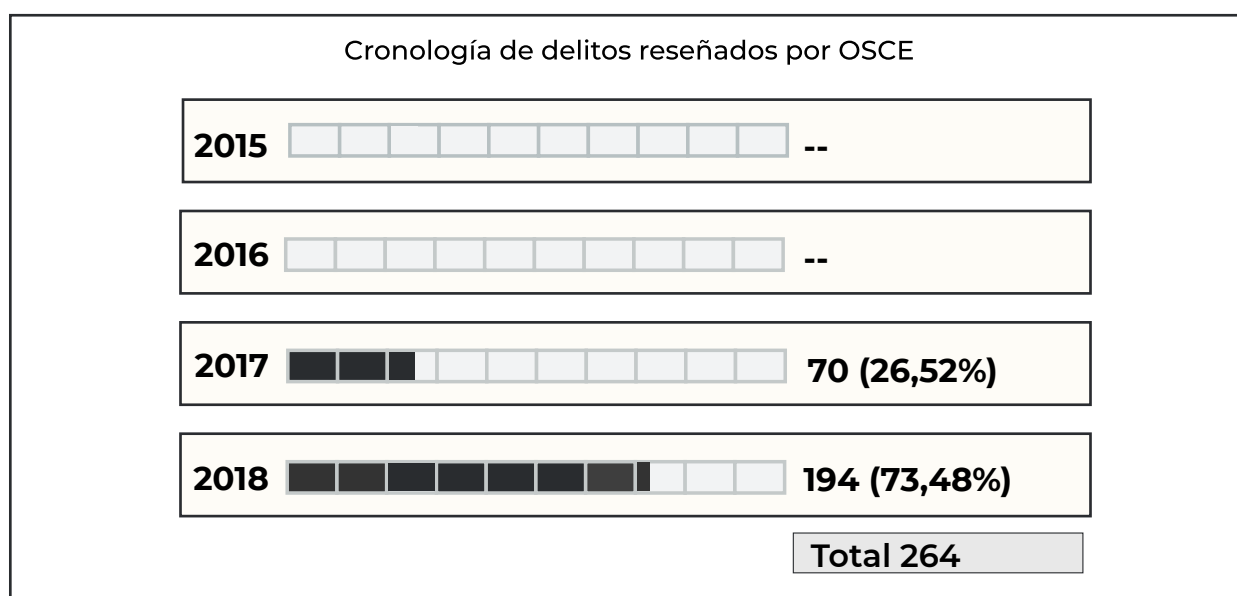 Cronología de delitos reseñados por OSCE
2015 --
2016 --
2017 70 (26,52%)
2018 194 (73,48%)
Total 264